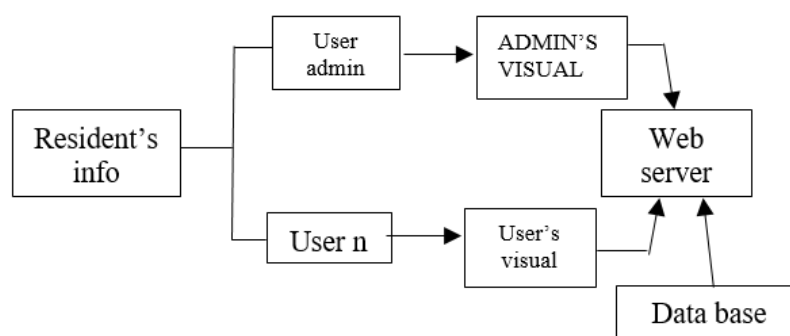 User
admin
ADMIN'S
VISUAL
Resident's
info
Web
server
User n
User's
visual
Data base